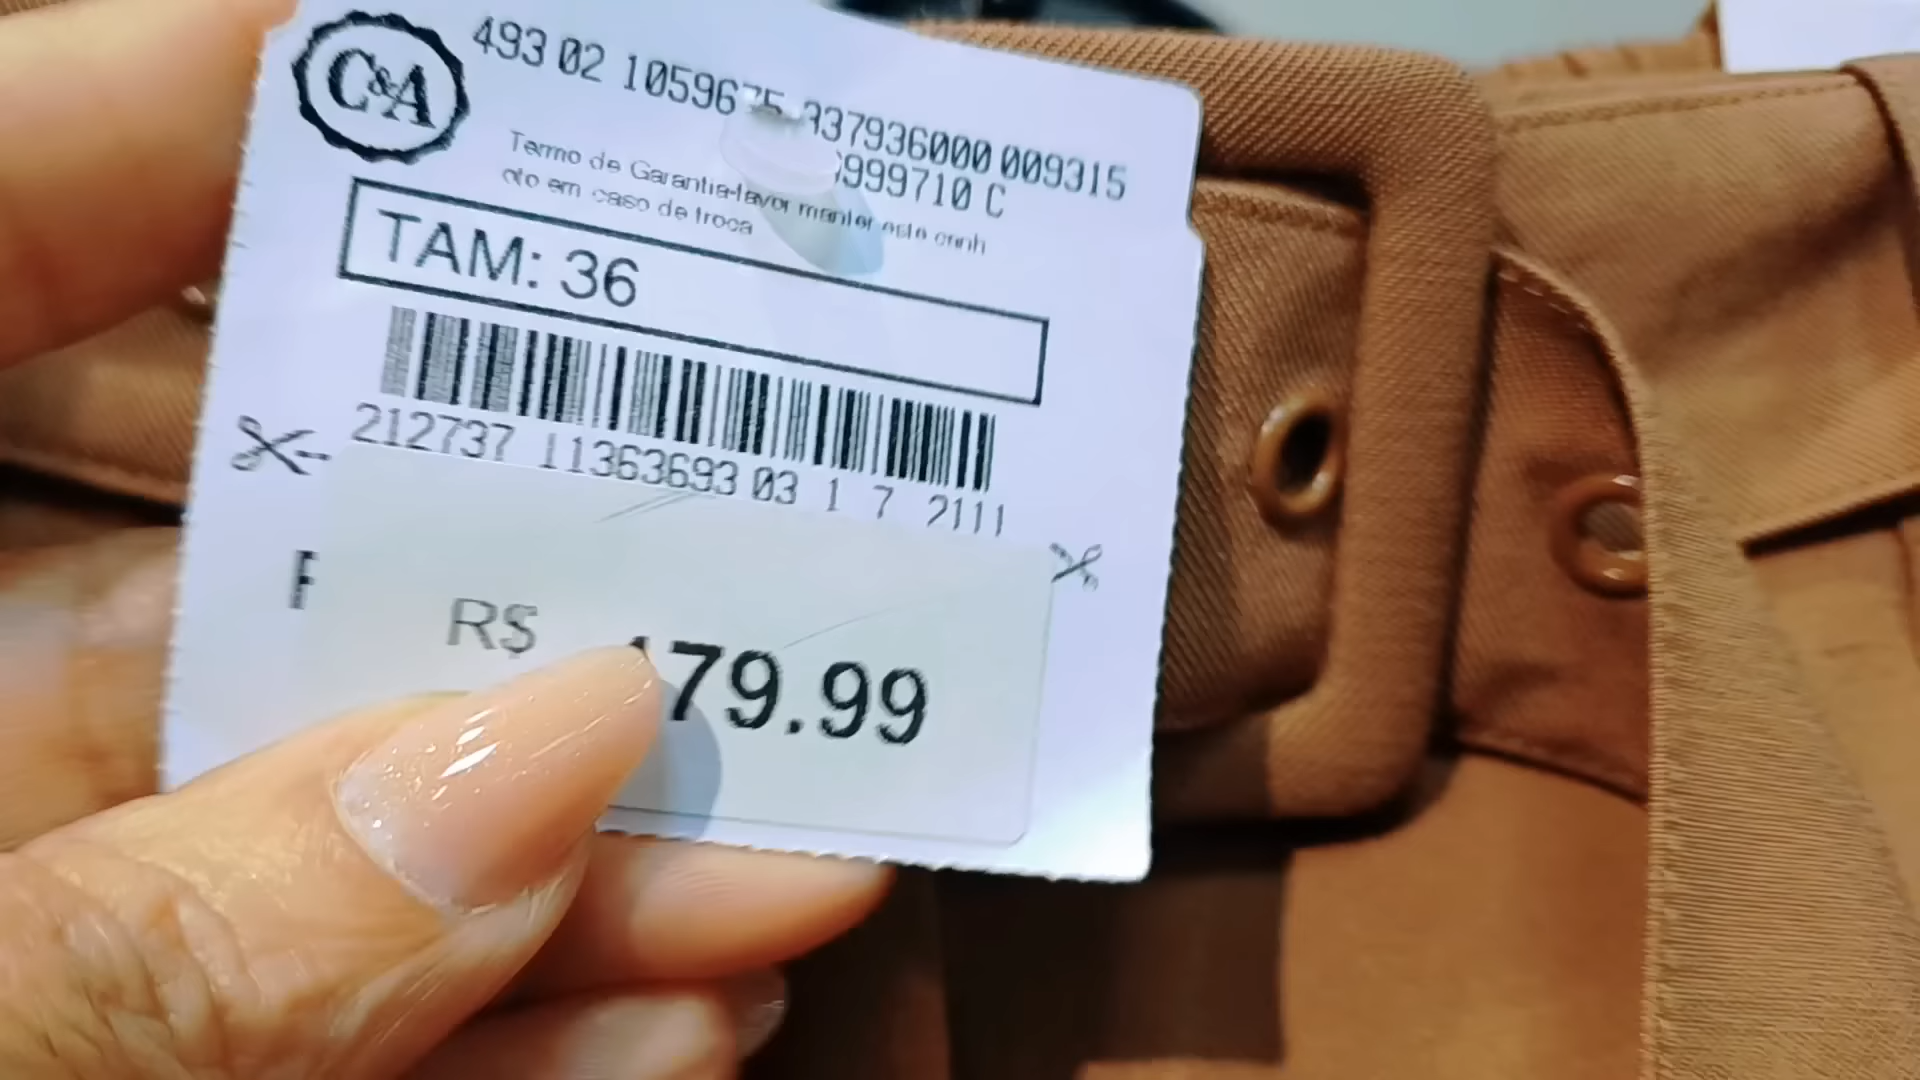 C&A
493 02 1059675 337936000 009315
999710 C
Termo de Garantia-favor manter este canh
oto em caso de troca
TAM: 36
212737 11363693 03 1 7 2111
R$ 179.99